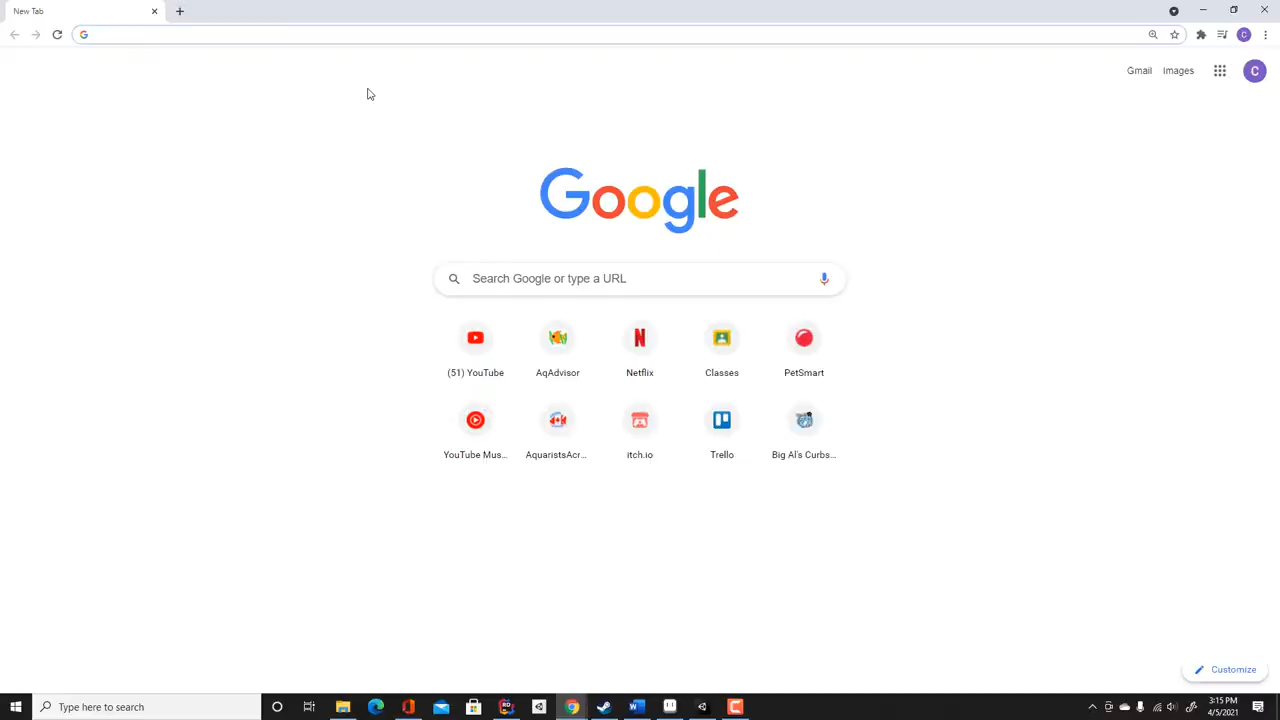 New Tab
Gmail
Images
C
C
Google
Search Google or type a URL
(51) YouTube
AqAdvisor
Netflix
Classes
PetSmart
YouTube Mus...
AquaristsAcr...
itch.io
Trello
Big Al's Curbs...
Customize
Type here to search
3:15 PM
4/5/2021